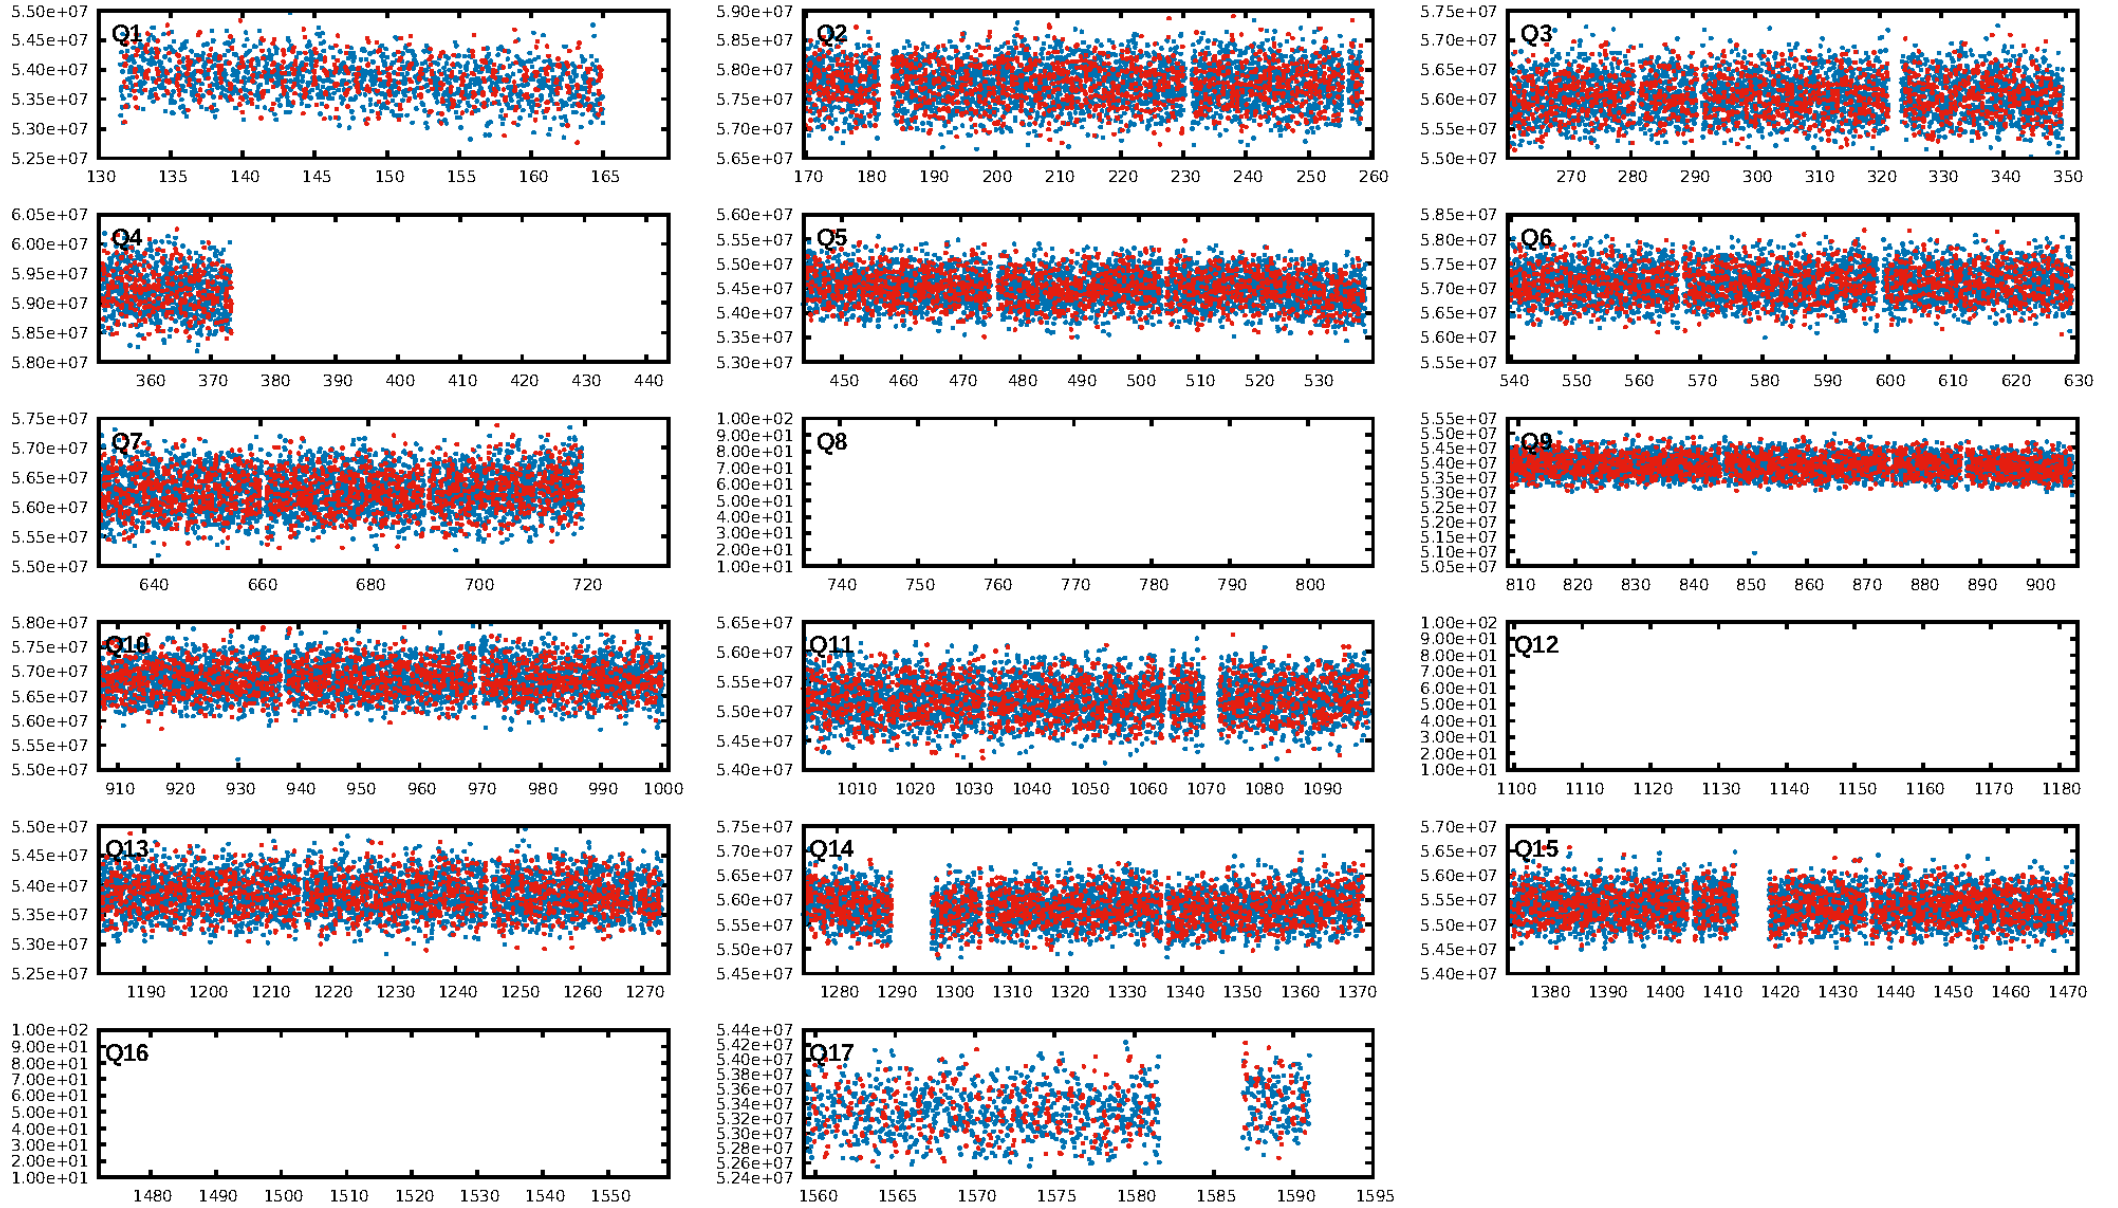 Q1
5.50e+07
5.45e+07
5.40e+07
5.35e+07
5.30e+07
5.25e+07
130 135 140 145 150 155 160 165
Q2
5.90e+07
5.85e+07
5.80e+07
5.75e+07
5.70e+07
5.65e+07
170 180 190 200 210 220 230 240 250 260
Q3
5.75e+07
5.70e+07
5.65e+07
5.60e+07
5.55e+07
5.50e+07
270 280 290 300 310 320 330 340 350
Q4
6.05e+07
6.00e+07
5.95e+07
5.90e+07
5.85e+07
5.80e+07
360 370 380 390 400 410 420 430 440
Q5
5.60e+07
5.55e+07
5.50e+07
5.45e+07
5.40e+07
5.35e+07
5.30e+07
450 460 470 480 490 500 510 520 530
Q6
5.85e+07
5.80e+07
5.75e+07
5.70e+07
5.65e+07
5.60e+07
5.55e+07
540 550 560 570 580 590 600 610 620 630
Q7
5.75e+07
5.70e+07
5.65e+07
5.60e+07
5.55e+07
5.50e+07
640 660 680 700 720
Q8
1.00e+02
9.00e+01
8.00e+01
7.00e+01
6.00e+01
5.00e+01
4.00e+01
3.00e+01
2.00e+01
1.00e+01
740 750 760 770 780 790 800
Q9
5.55e+07
5.50e+07
5.45e+07
5.40e+07
5.35e+07
5.30e+07
5.25e+07
5.20e+07
5.15e+07
5.10e+07
5.05e+07
810 820 830 840 850 860 870 880 890 900
Q10
5.80e+07
5.75e+07
5.70e+07
5.65e+07
5.60e+07
5.55e+07
5.50e+07
910 920 930 940 950 960 970 980 990 1000
Q11
5.65e+07
5.60e+07
5.55e+07
5.50e+07
5.45e+07
5.40e+07
1010 1020 1030 1040 1050 1060 1070 1080 1090
Q12
1.00e+02
9.00e+01
8.00e+01
7.00e+01
6.00e+01
5.00e+01
4.00e+01
3.00e+01
2.00e+01
1.00e+01
1100 1110 1120 1130 1140 1150 1160 1170 1180
Q13
5.50e+07
5.45e+07
5.40e+07
5.35e+07
5.30e+07
5.25e+07
1190 1200 1210 1220 1230 1240 1250 1260 1270
Q14
5.75e+07
5.70e+07
5.65e+07
5.60e+07
5.55e+07
5.50e+07
5.45e+07
1280 1290 1300 1310 1320 1330 1340 1350 1360 1370
Q15
5.70e+07
5.65e+07
5.60e+07
5.55e+07
5.50e+07
5.45e+07
5.40e+07
1380 1390 1400 1410 1420 1430 1440 1450 1460 1470
Q16
1.00e+02
9.00e+01
8.00e+01
7.00e+01
6.00e+01
5.00e+01
4.00e+01
3.00e+01
2.00e+01
1.00e+01
1480 1490 1500 1510 1520 1530 1540 1550
Q17
5.44e+07
5.42e+07
5.40e+07
5.38e+07
5.36e+07
5.34e+07
5.32e+07
5.30e+07
5.28e+07
5.26e+07
5.24e+07
1560 1565 1570 1575 1580 1585 1590 1595